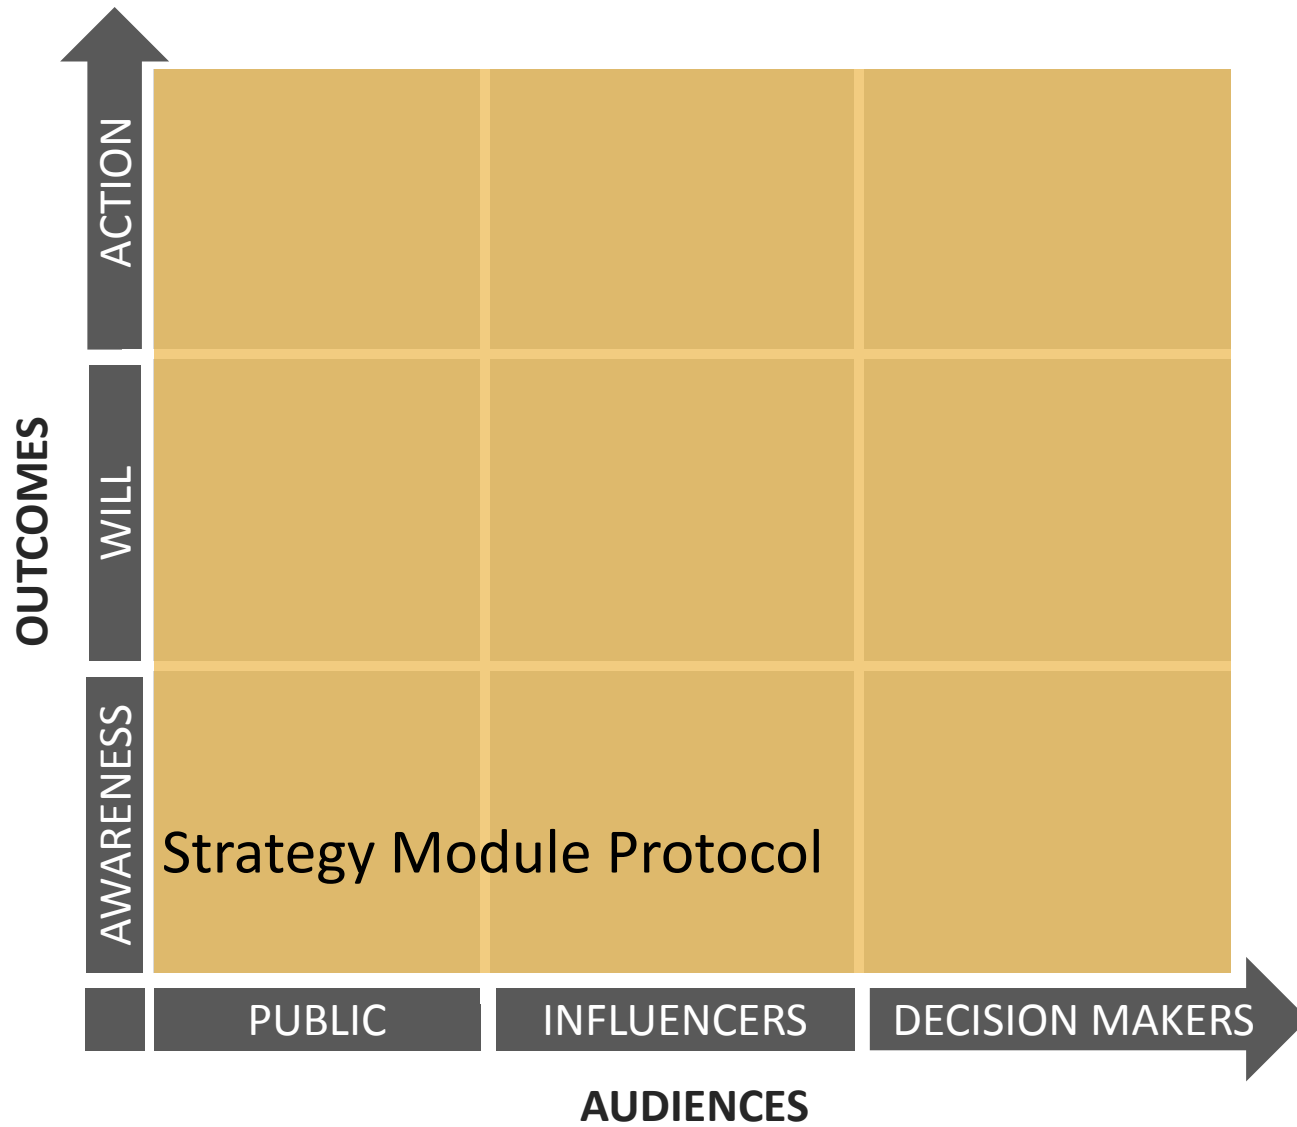 ACTION
OUTCOMES
WILL
AWARENESS
Strategy Module Protocol
PUBLIC
INFLUENCERS
DECISION MAKERS
AUDIENCES